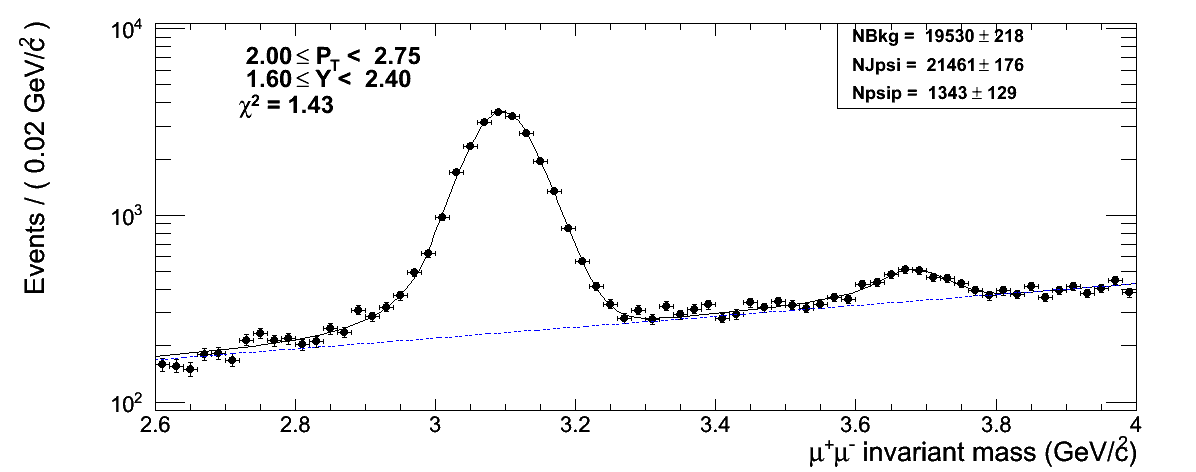 10⁴
2.00 ≤ P_T < 2.75
1.60 ≤ Y < 2.40
χ² = 1.43
NBkg = 19530 ± 218
NJpsi = 21461 ± 176
Npsip = 1343 ± 129
Events / ( 0.02 GeV/c²)
10³
10²
2.6 2.8 3 3.2 3.4 3.6 3.8 4
μ⁺μ⁻ invariant mass (GeV/c²)